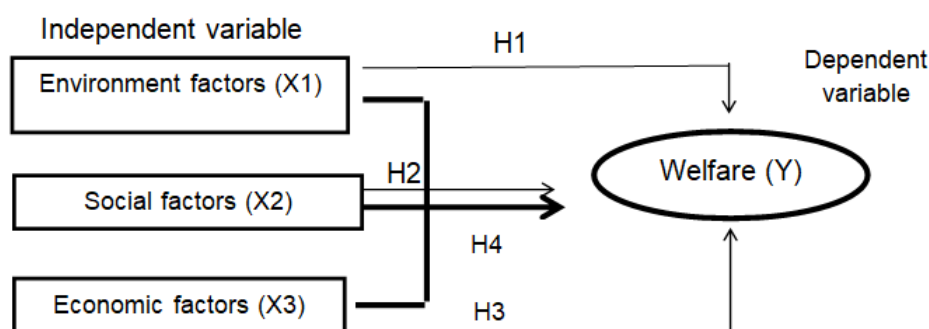 Independent variable
H1
Environment factors (X1)
Dependent
variable
H2
Welfare (Y)
Social factors (X2)
H4
Economic factors (X3)
H3